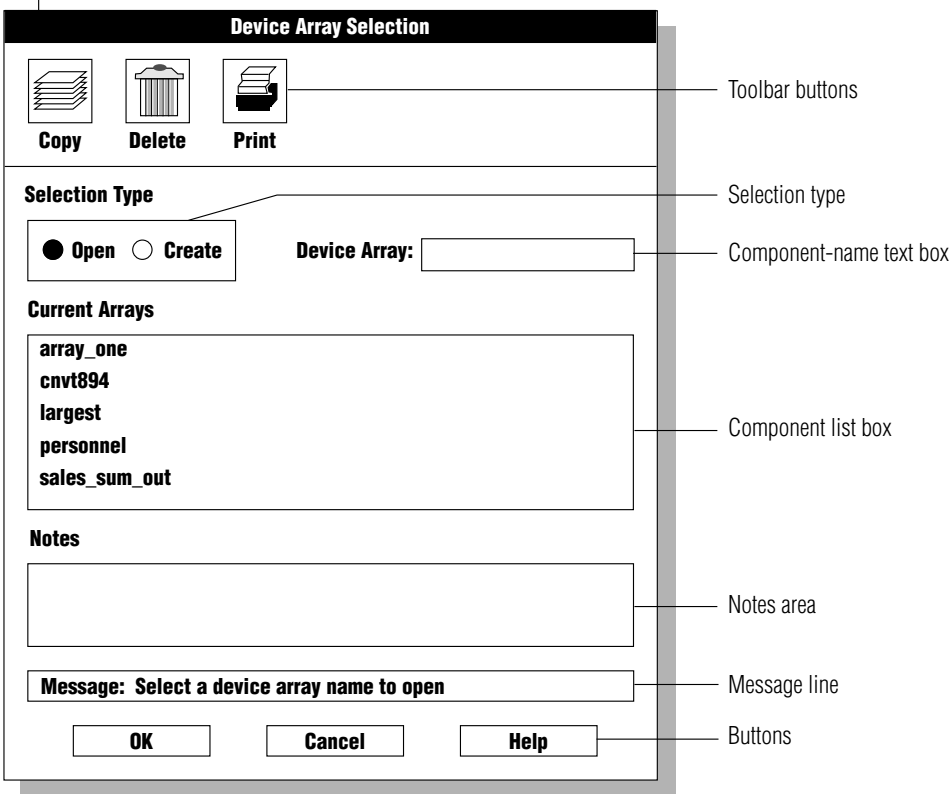 Device Array Selection
Copy Delete Print
Toolbar buttons
Selection Type
Selection type
Open Create
Device Array:
Component-name text box
Current Arrays
array_one
cnvt894
largest
personnel
sales_sum_out
Component list box
Notes
Notes area
Message: Select a device array name to open
Message line
OK Cancel Help
Buttons